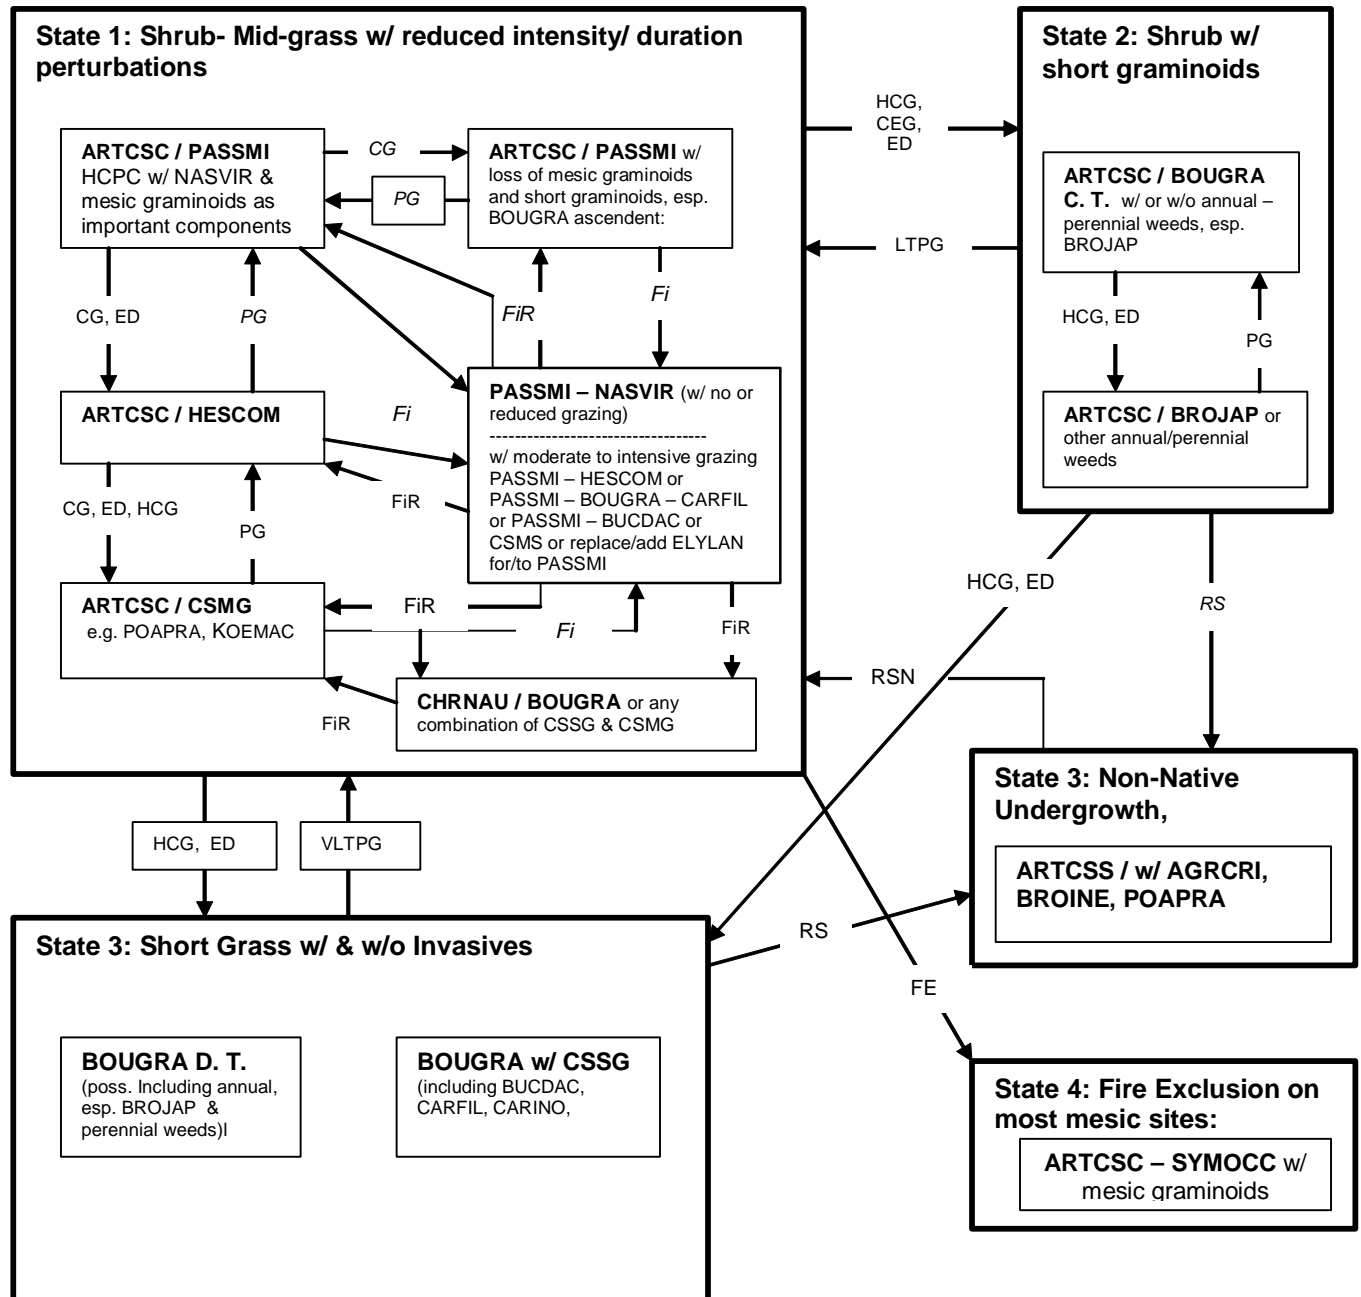 State 1: Shrub- Mid-grass w/ reduced intensity/ duration
perturbations
ARTCSC / PASSMI
HCPC w/ NASVIR &
mesic graminoids as
important components
CG
PG
ARTCSC / PASSMI w/
loss of mesic graminoids
and short graminoids, esp.
BOUGRA ascendent:
CG, ED
PG
FiR
Fi
ARTCSC / HESCOM
Fi
FiR
PASSMI – NASVIR (w/ no or
reduced grazing)
-----------------------------------
w/ moderate to intensive grazing
PASSMI – HESCOM or
PASSMI – BOUGRA – CARFIL
or PASSMI – BUCDAC or
CSMS or replace/add ELYLAN
for/to PASSMI
CG, ED, HCG
PG
ARTCSC / CSMG
e.g. POAPRA, KOEMAC
FiR
Fi
FiR
FiR
CHRNAU / BOUGRA or any
combination of CSSG & CSMG
HCG,
CEG,
ED
LTPG
State 2: Shrub w/
short graminoids
ARTCSC / BOUGRA
C. T. w/ or w/o annual –
perennial weeds, esp.
BROJAP
HCG, ED
PG
ARTCSC / BROJAP or
other annual/perennial
weeds
HCG, ED
RS
RSN
State 3: Non-Native
Undergrowth,
ARTCSS / w/ AGRCRI,
BROINE, POAPRA
HCG, ED
VLTPG
RS
FE
State 3: Short Grass w/ & w/o Invasives
BOUGRA D. T.
(poss. Including annual,
esp. BROJAP &
perennial weeds)l
BOUGRA w/ CSSG
(including BUCDAC,
CARFIL, CARINO,
State 4: Fire Exclusion on
most mesic sites:
ARTCSC – SYMOCC w/
mesic graminoids